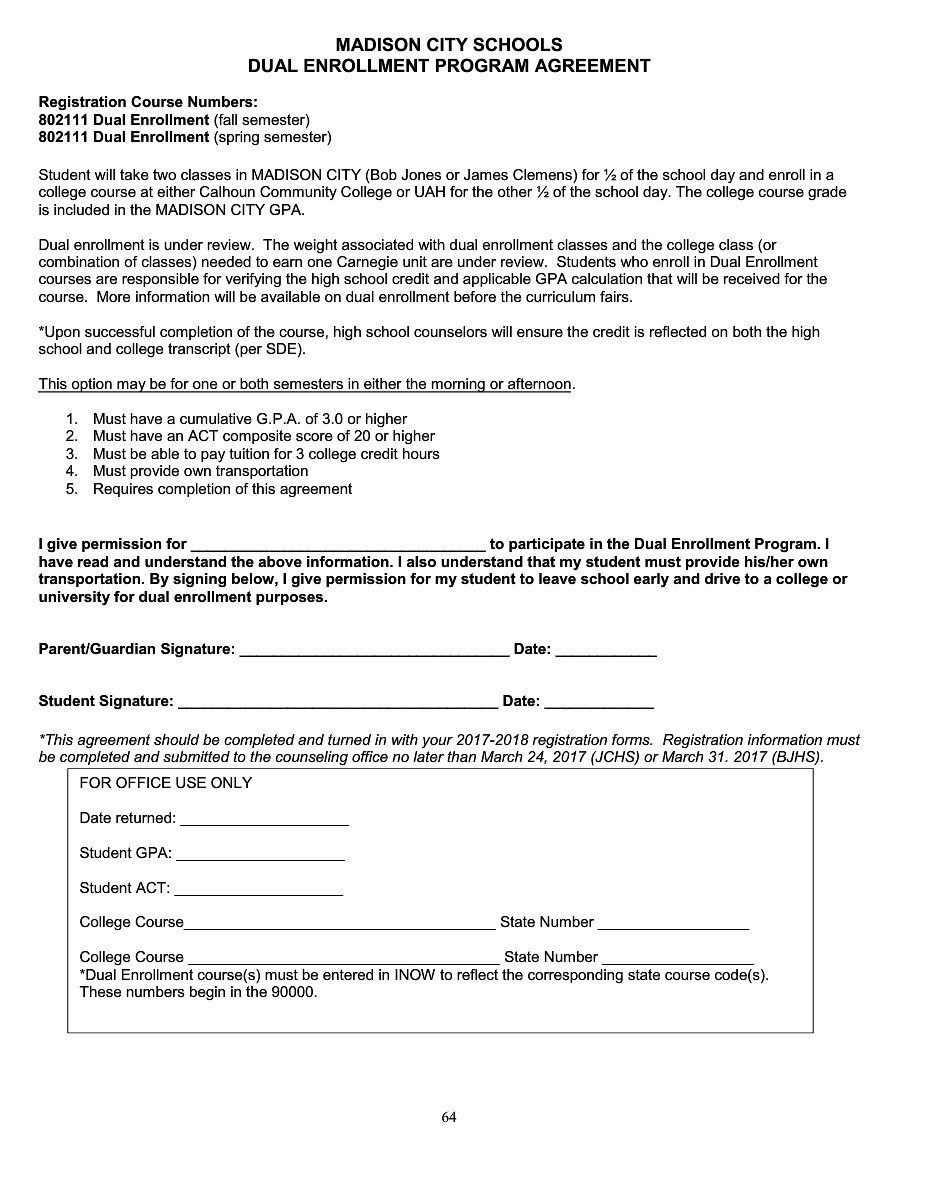 MADISON CITY SCHOOLS
DUAL ENROLLMENT PROGRAM AGREEMENT
Registration Course Numbers:
802111 Dual Enrollment (fall semester)
802111 Dual Enrollment (spring semester)
Student will take two classes in MADISON CITY (Bob Jones or James Clemens) for ½ of the school day and enroll in a
college course at either Calhoun Community College or UAH for the other ½ of the school day. The college course grade
is included in the MADISON CITY GPA.
Dual enrollment is under review.  The weight associated with dual enrollment classes and the college class (or
combination of classes) needed to earn one Carnegie unit are under review.  Students who enroll in Dual Enrollment
courses are responsible for verifying the high school credit and applicable GPA calculation that will be received for the
course.  More information will be available on dual enrollment before the curriculum fairs.
*Upon successful completion of the course, high school counselors will ensure the credit is reflected on both the high
school and college transcript (per SDE).
This option may be for one or both semesters in either the morning or afternoon.
1. Must have a cumulative G.P.A. of 3.0 or higher
2. Must have an ACT composite score of 20 or higher
3. Must be able to pay tuition for 3 college credit hours
4. Must provide own transportation
5. Requires completion of this agreement
I give permission for ___________________________________ to participate in the Dual Enrollment Program. I
have read and understand the above information. I also understand that my student must provide his/her own
transportation. By signing below, I give permission for my student to leave school early and drive to a college or
university for dual enrollment purposes.
Parent/Guardian Signature: ________________________________ Date: ____________
Student Signature: ______________________________________ Date: _____________
*This agreement should be completed and turned in with your 2017-2018 registration forms.  Registration information must
be completed and submitted to the counseling office no later than March 24, 2017 (JCHS) or March 31. 2017 (BJHS).
FOR OFFICE USE ONLY
Date returned: ____________________
Student GPA: ____________________
Student ACT: ____________________
College Course_____________________________________ State Number __________________
College Course _____________________________________ State Number __________________
*Dual Enrollment course(s) must be entered in INOW to reflect the corresponding state course code(s).
These numbers begin in the 90000.
64